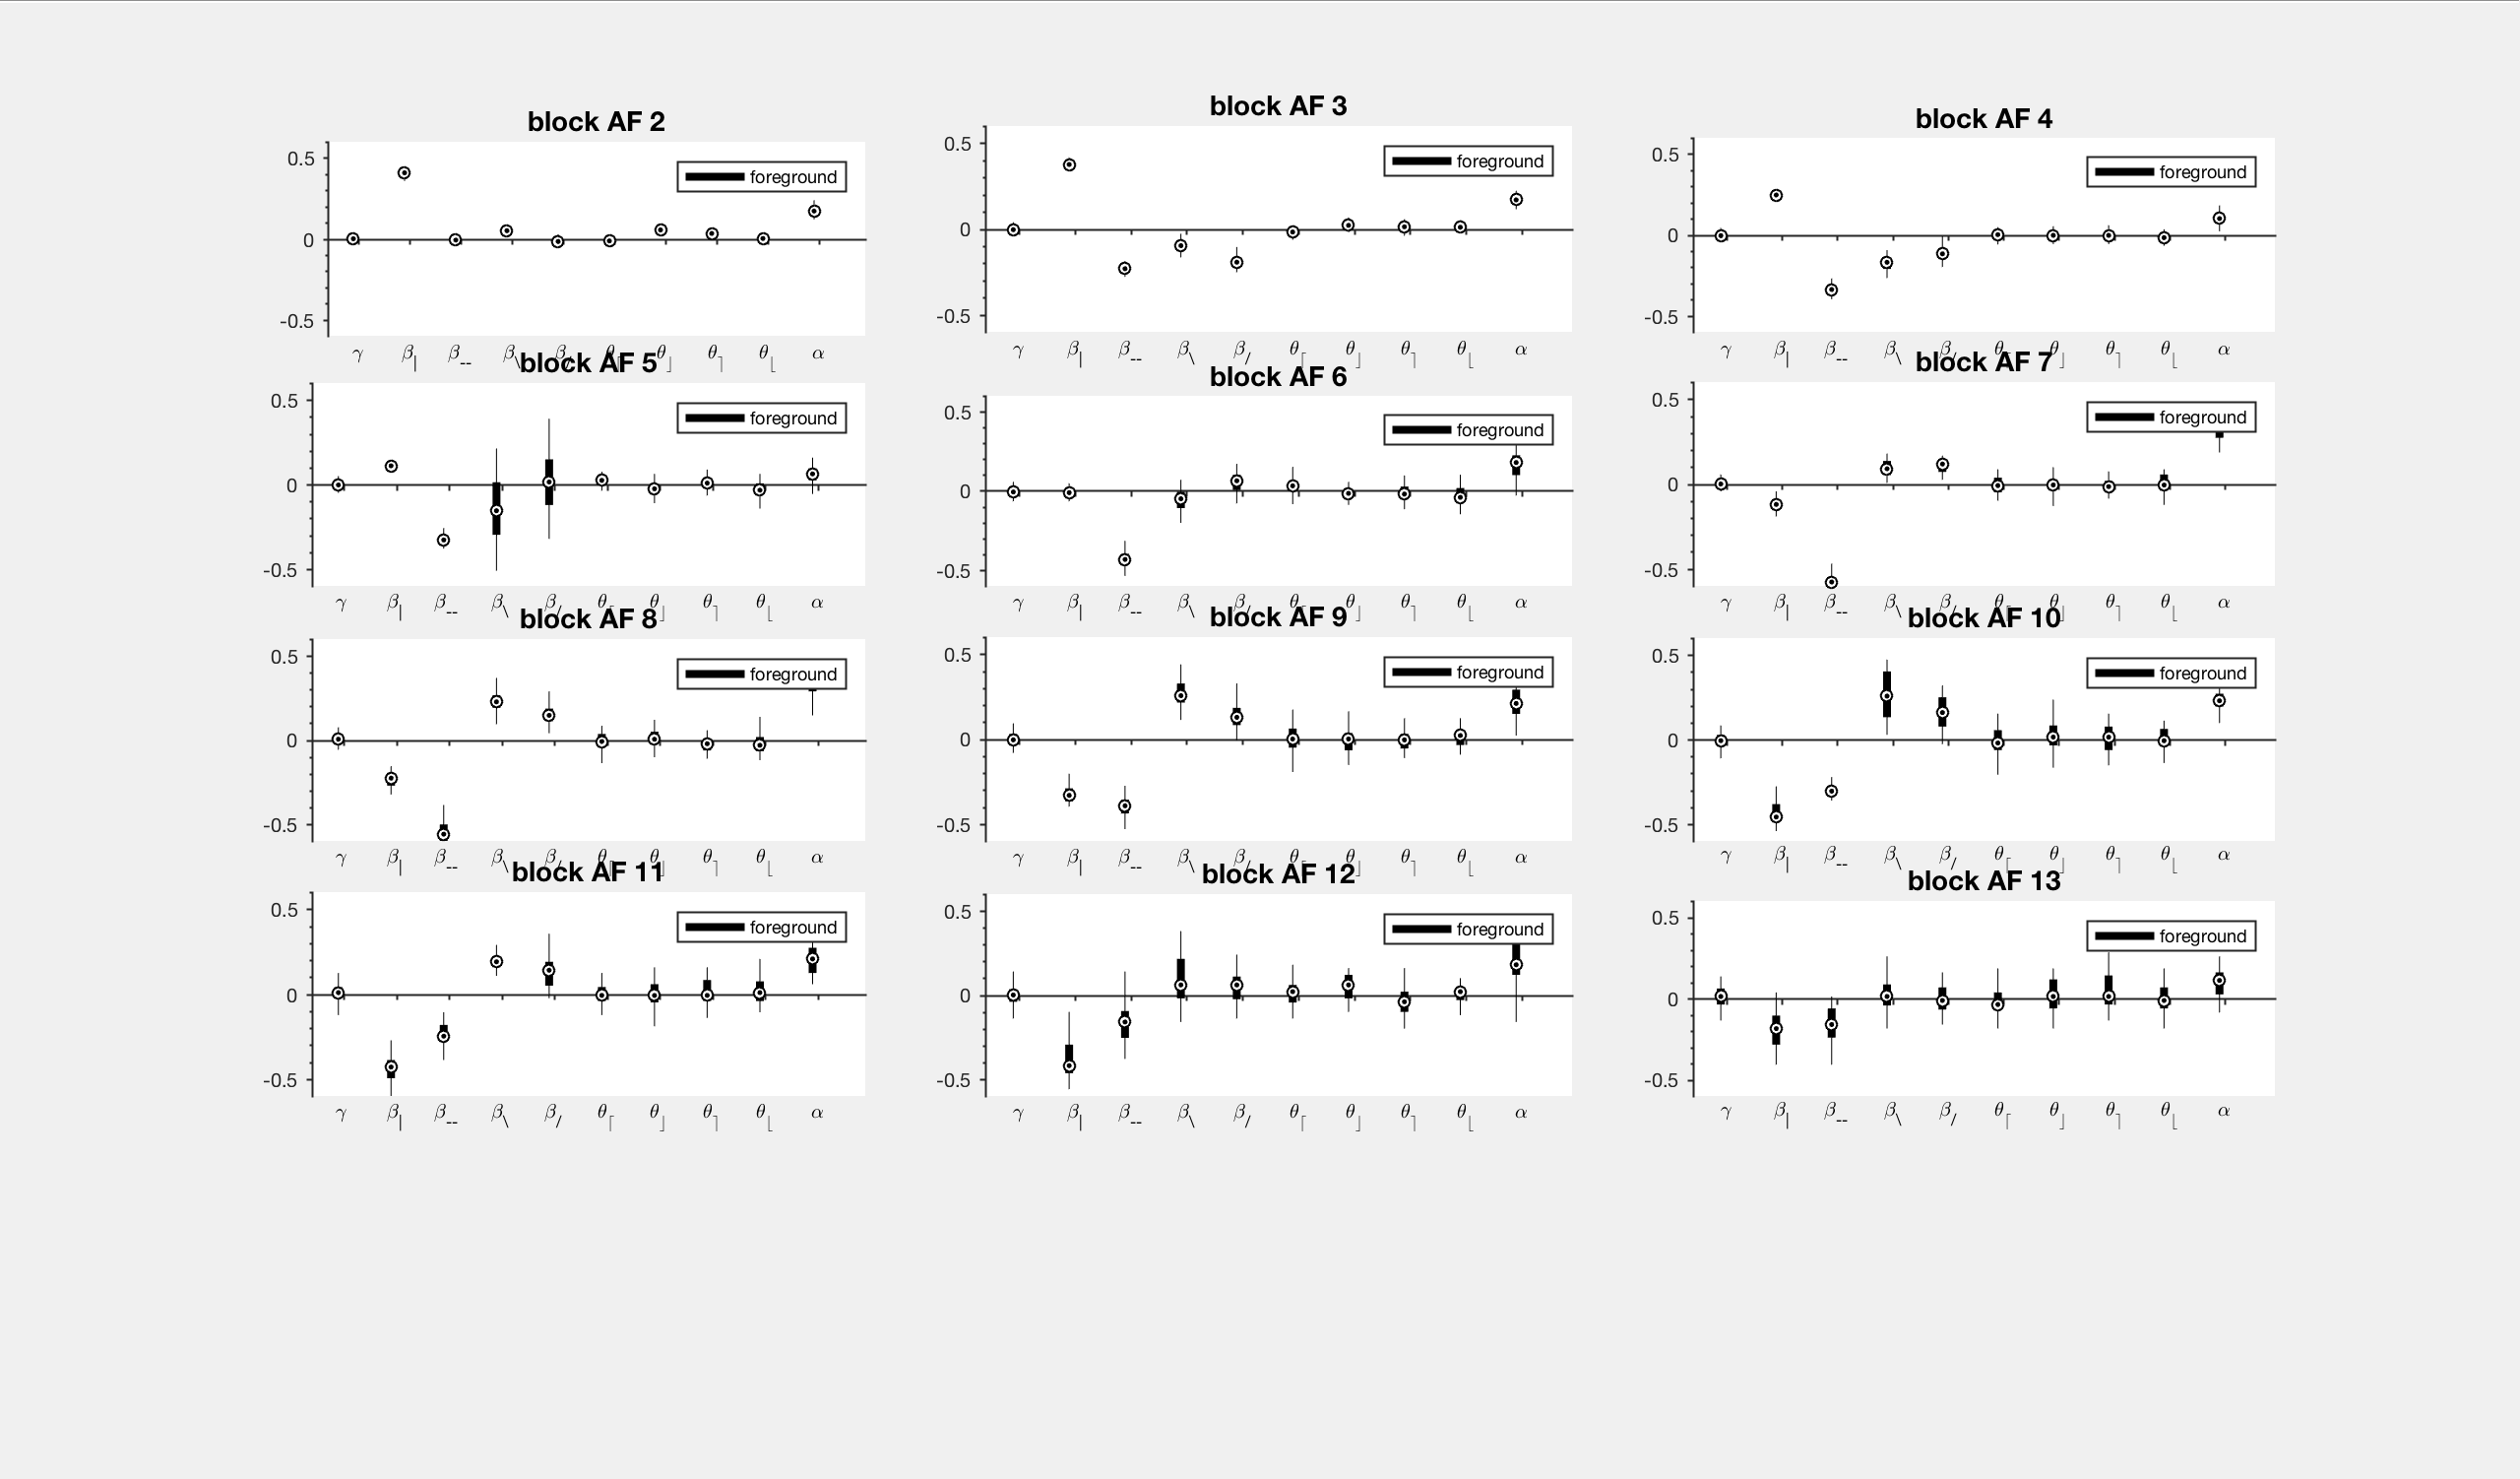 block AF 2
0.5
foreground
0
-0.5
γ β| β-- β\ β/ θ θ⌋ θ⌉ θ⌊ α
block AF 3
0.5
foreground
0
-0.5
γ β| β-- β\ β/ θ⌈ θ⌋ θ⌉ θ⌊ α
block AF 4
0.5
foreground
0
-0.5
γ β| β-- β\ β/ θ⌈ θ⌋ θ⌉ θ⌊ α
block AF 5
0.5
foreground
0
-0.5
γ β| β-- β\ β/ θ⌈ θ⌋ θ⌉ θ⌊ α
block AF 6
0.5
foreground
0
-0.5
γ β| β-- β\ β/ θ⌈ θ⌋ θ⌉ θ⌊ α
block AF 7
0.5
foreground
0
-0.5
γ β| β-- β\ β/ θ⌈ θ⌋ θ⌉ θ⌊ α
block AF 8
0.5
foreground
0
-0.5
γ β| β-- β\ β/ θ⌈ θ⌋ θ⌉ θ⌊ α
block AF 9
0.5
foreground
0
-0.5
γ β| β-- β\ β/ θ⌈ θ⌋ θ⌉ θ⌊ α
block AF 10
0.5
foreground
0
-0.5
γ β| β-- β\ β/ θ⌈ θ⌋ θ⌉ θ⌊ α
block AF 11
0.5
foreground
0
-0.5
γ β| β-- β\ β/ θ⌈ θ⌋ θ⌉ θ⌊ α
block AF 12
0.5
foreground
0
-0.5
γ β| β-- β\ β/ θ⌈ θ⌋ θ⌉ θ⌊ α
block AF 13
0.5
foreground
0
-0.5
γ β| β-- β\ β/ θ⌈ θ⌋ θ⌉ θ⌊ α